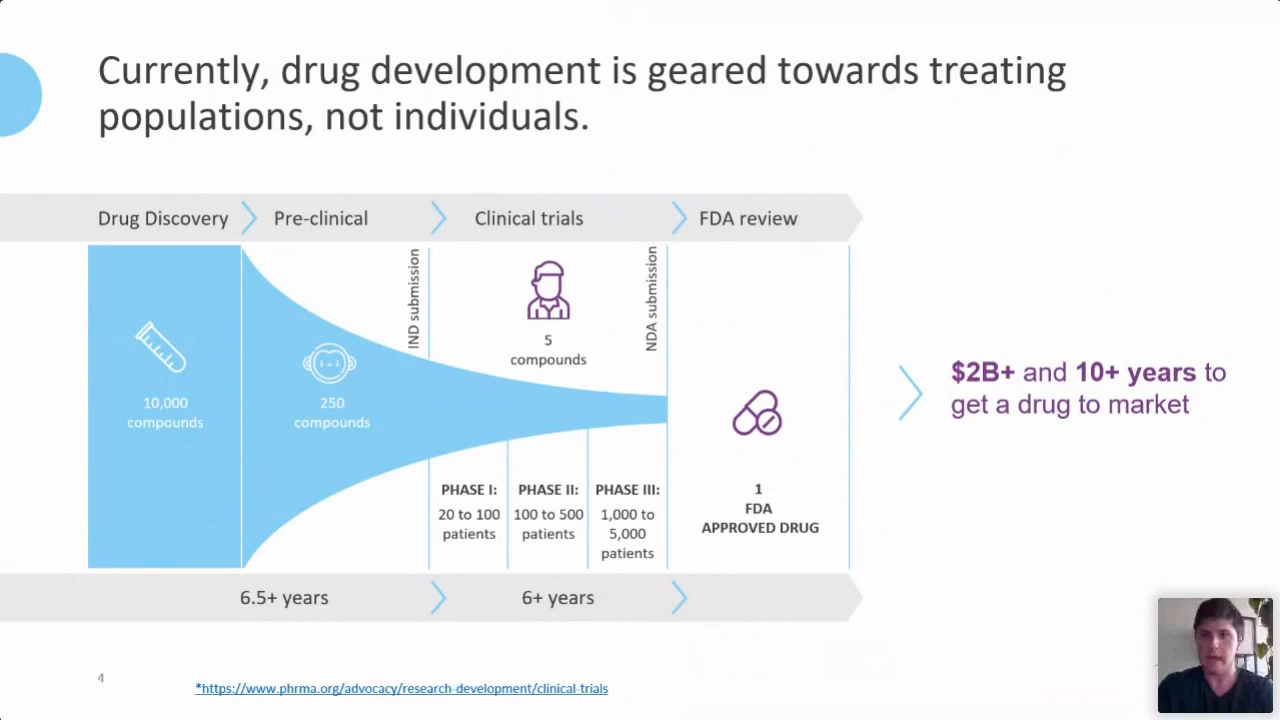 Currently, drug development is geared towards treating
populations, not individuals.
Drug Discovery
Pre-clinical
Clinical trials
FDA review
10,000
compounds
250
compounds
IND submission
5
compounds
NDA submission
PHASE I:
20 to 100
patients
PHASE II:
100 to 500
patients
PHASE III:
1,000 to
5,000
patients
1
FDA
APPROVED DRUG
$2B+ and 10+ years to
get a drug to market
6.5+ years
6+ years
4
*https://www.phrma.org/advocacy/research-development/clinical-trials